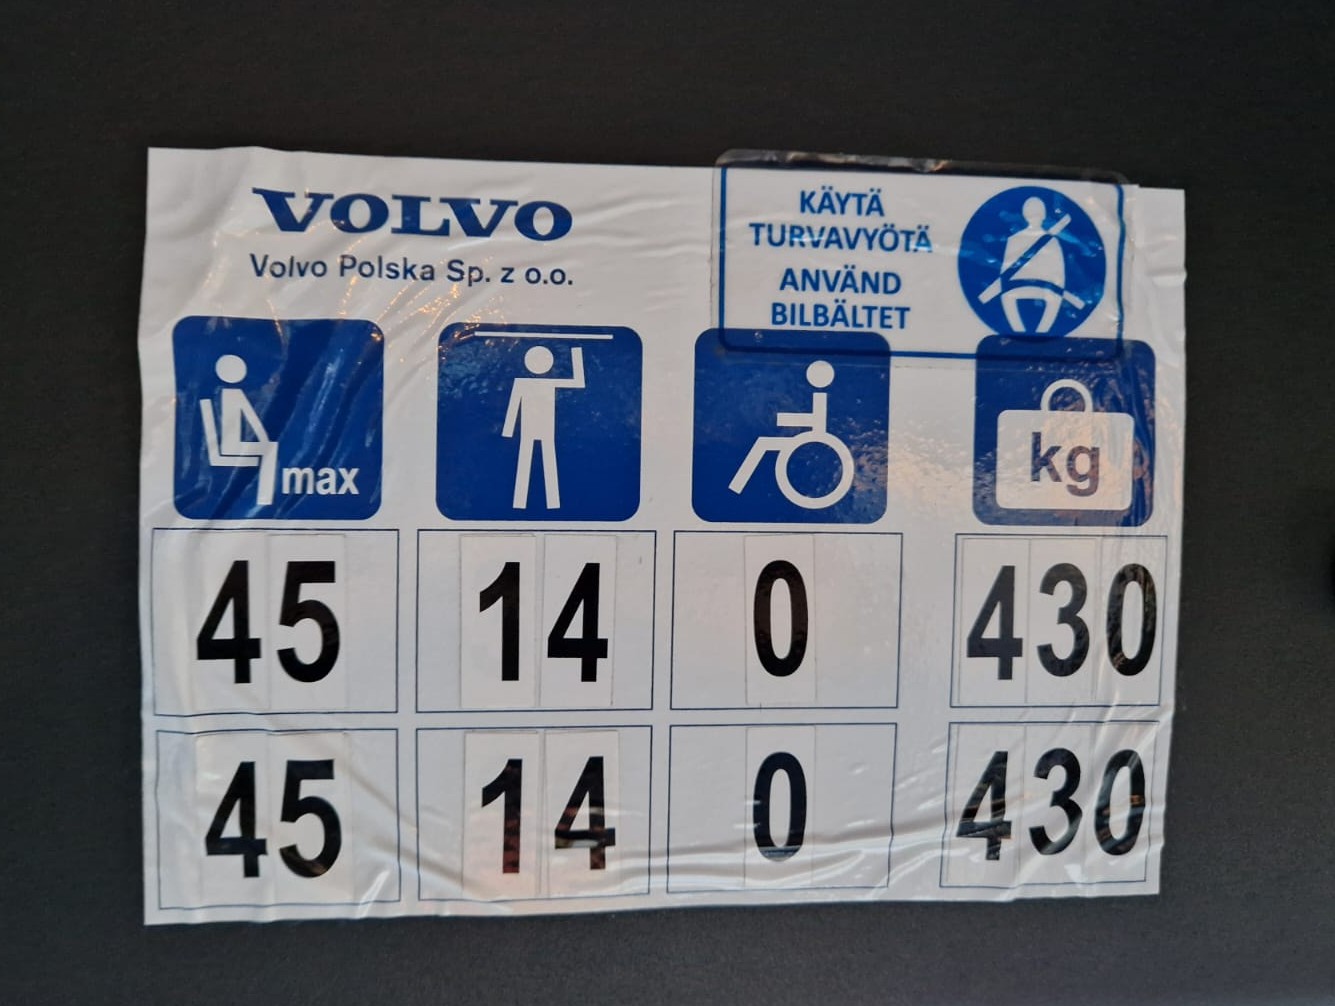 VOLVO
Volvo Polska Sp. z o.o.
KÄYTÄ
TURVAVYÖTÄ
ANVÄND
BILBÄLTET
max
kg
45 14 0 430
45 14 0 430